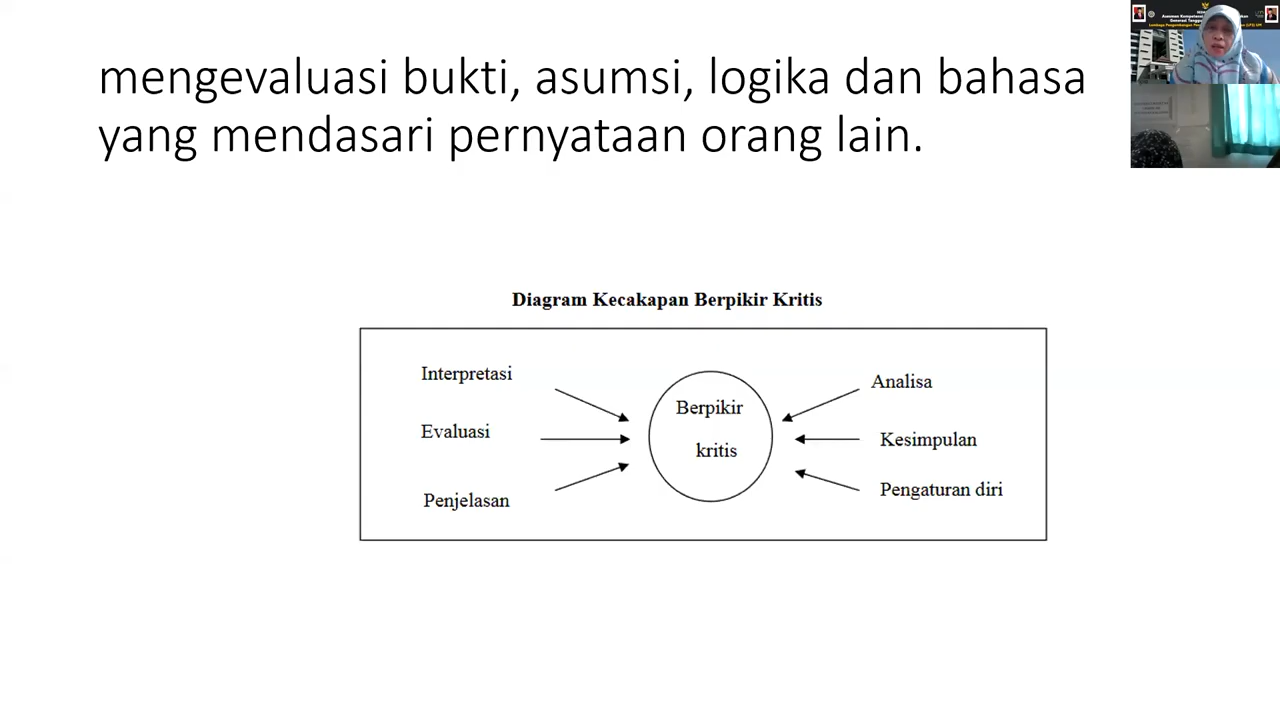 mengevaluasi bukti, asumsi, logika dan bahasa
yang mendasari pernyataan orang lain.
Diagram Kecakapan Berpikir Kritis
Interpretasi
Evaluasi
Penjelasan
Berpikir
kritis
Analisa
Kesimpulan
Pengaturan diri